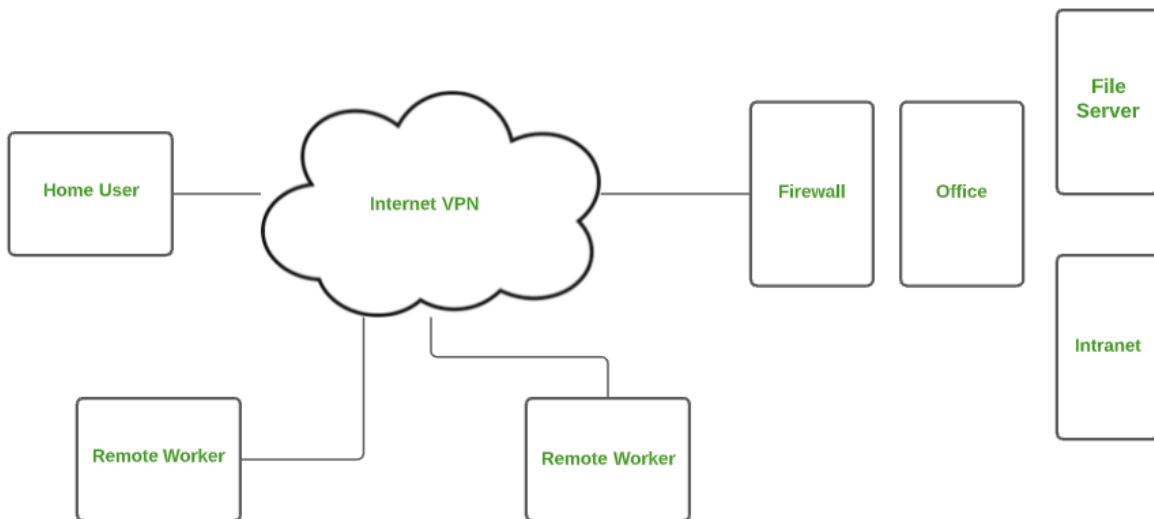 File
Server
Home User
Internet VPN
Firewall
Office
Intranet
Remote Worker
Remote Worker